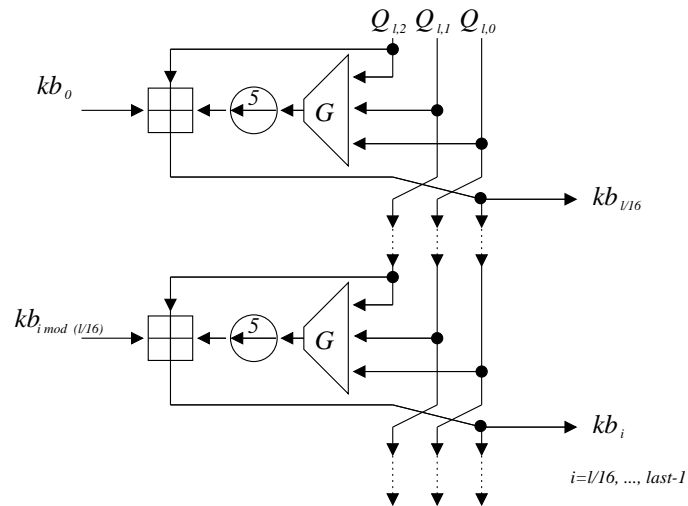 Q_{l,2} Q_{l,1} Q_{l,0}
kb_0
5
G
kb_{l/16}
kb_{i mod (l/16)}
5
G
kb_i
i=l/16, ..., last-1